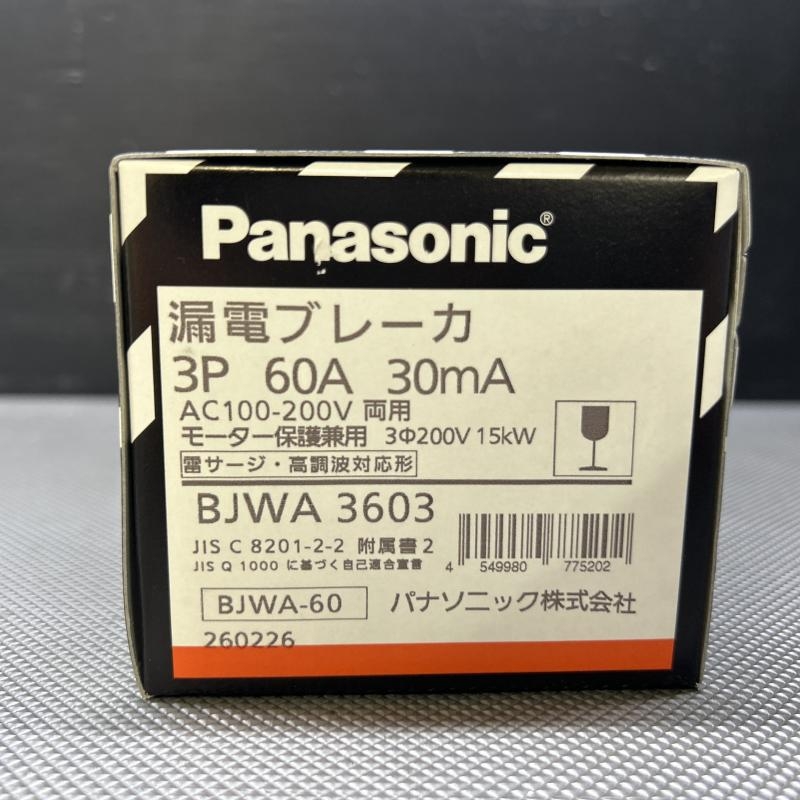 Panasonic®
漏電ブレーカ
3P 60A 30mA
AC100-200V 両用
モーター保護兼用 3Φ200V 15kW
雷サージ・高調波対応形
BJWA 3603
JIS C 8201-2-2 附属書2
JIS Q 1000 に基づく自己適合宣言
4 549980 775202
BJWA-60 パナソニック株式会社
260226